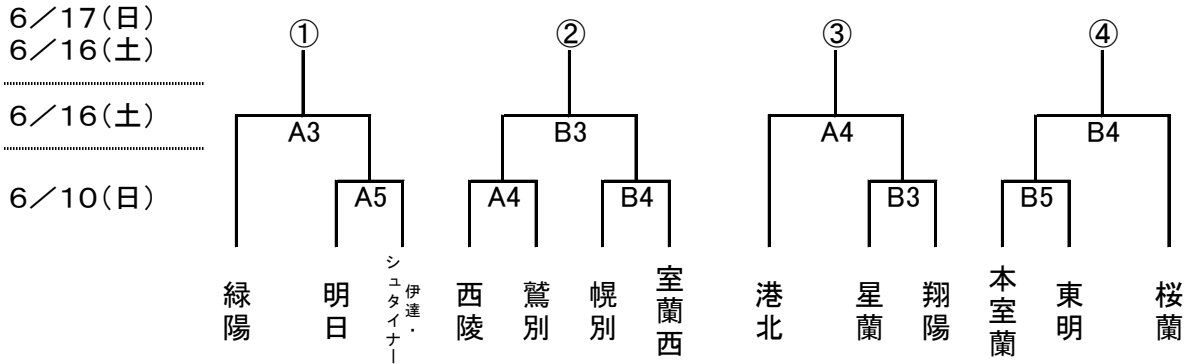 6／17(日)
6／16(土)
① ② ③ ④
6／16(土)
A3 B3 A4 B4
6／10(日)
A5 A4 B4 B3 B5
緑陽
明日
伊達・シュタイナー
西陵
鷲別
幌別
室蘭西
港北
星蘭
翔陽
本室蘭
東明
桜蘭